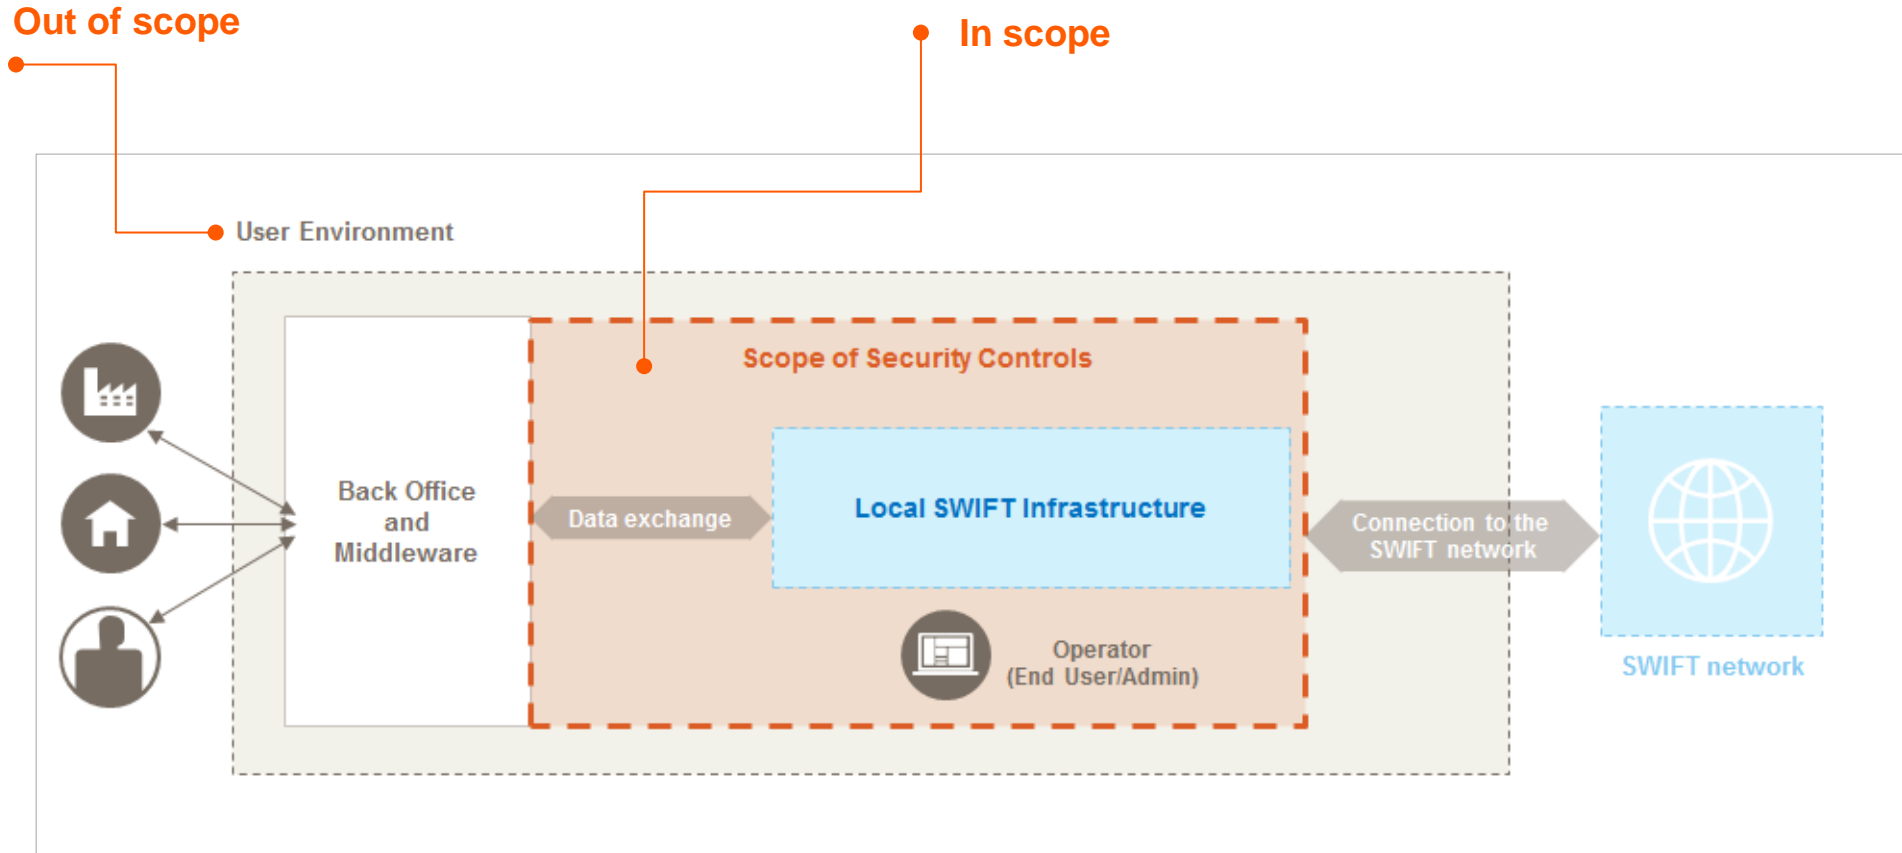 Out of scope
In scope
User Environment
Scope of Security Controls
Back Office
and
Middleware
Data exchange
Local SWIFT Infrastructure
Connection to the
SWIFT network
Operator
(End User/Admin)
SWIFT network